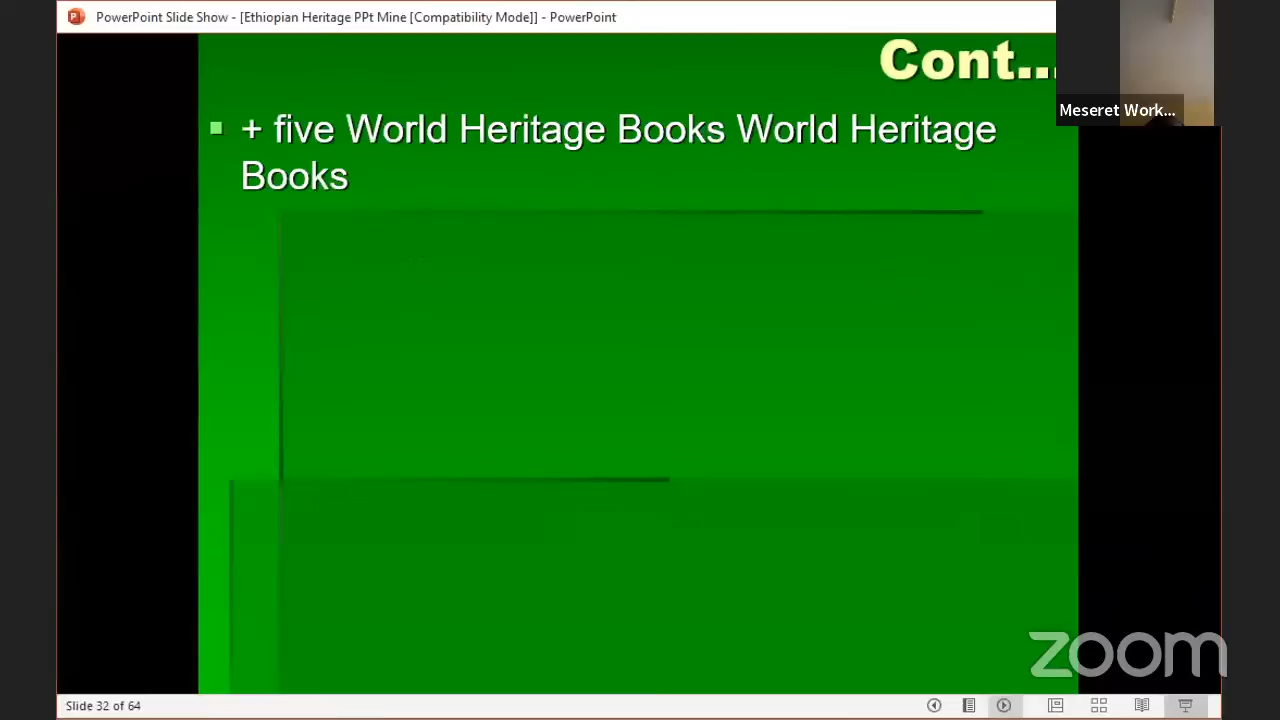 PowerPoint Slide Show - [Ethiopian Heritage PPt Mine [Compatibility Mode]] - PowerPoint
Cont...
Meseret Work...
+ five World Heritage Books World Heritage
Books
zoom
Slide 32 of 64